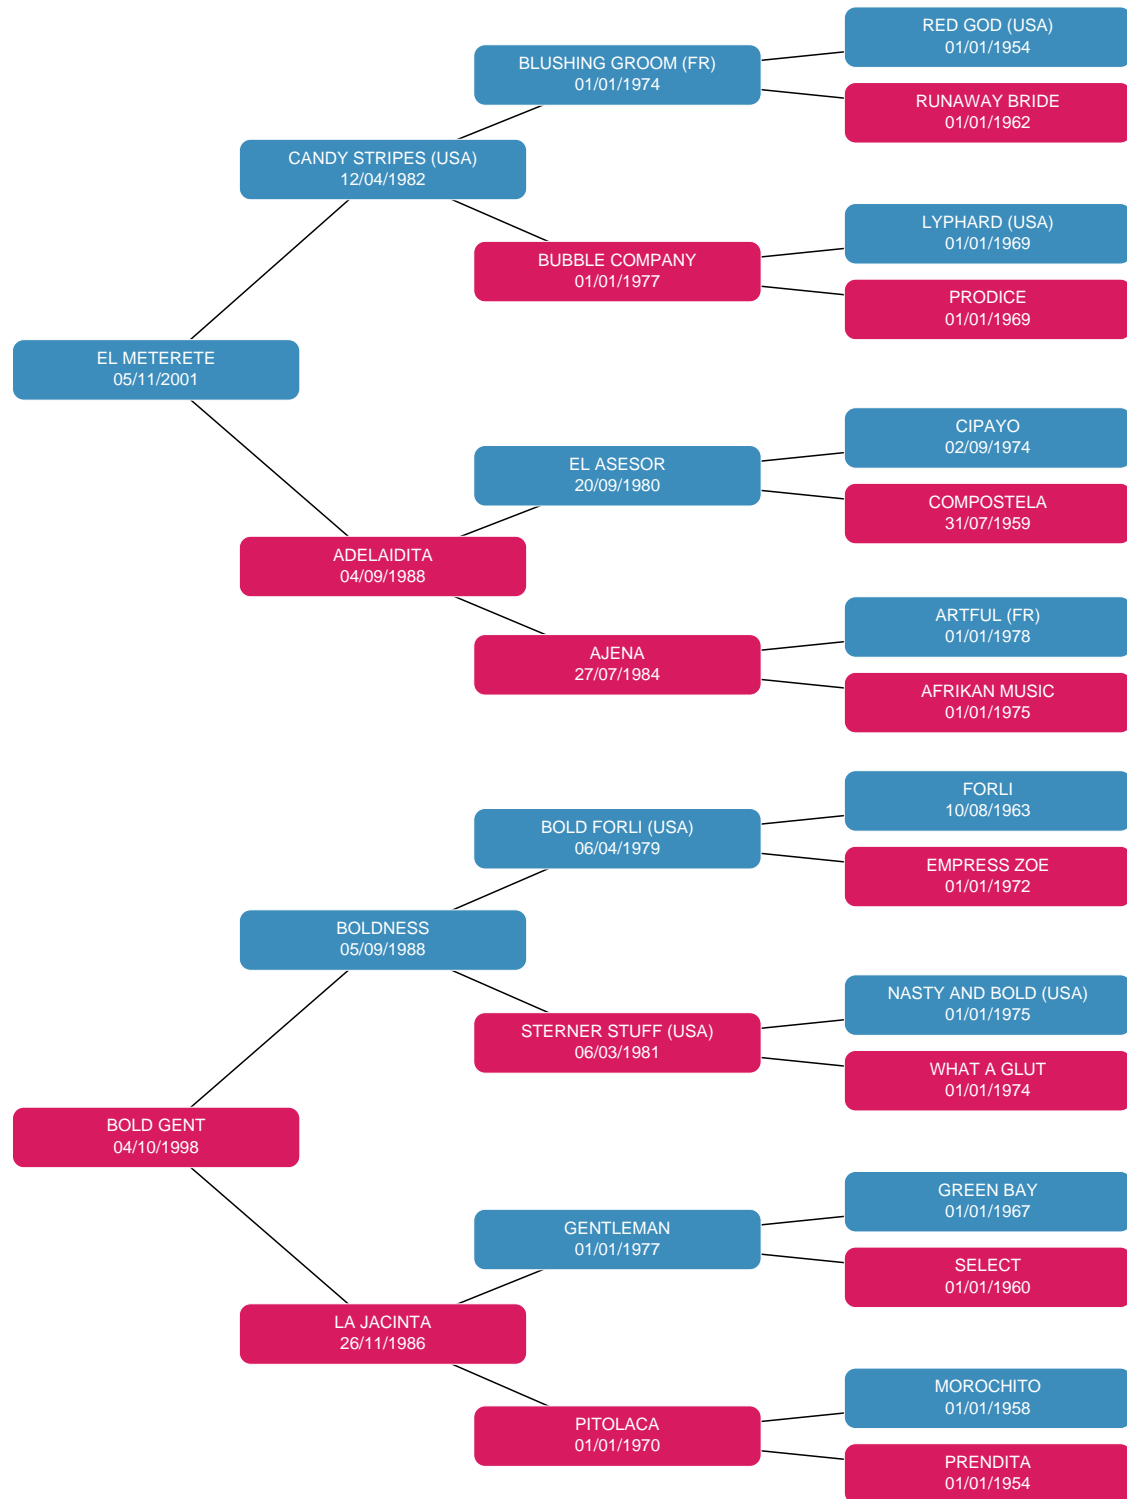 RED GOD (USA)
01/01/1954
BLUSHING GROOM (FR)
01/01/1974
RUNAWAY BRIDE
01/01/1962
CANDY STRIPES (USA)
12/04/1982
LYPHARD (USA)
01/01/1969
BUBBLE COMPANY
01/01/1977
PRODICE
01/01/1969
EL METERETE
05/11/2001
CIPAYO
02/09/1974
EL ASESOR
20/09/1980
COMPOSTELA
31/07/1959
ADELAIDITA
04/09/1988
ARTFUL (FR)
01/01/1978
AJENA
27/07/1984
AFRIKAN MUSIC
01/01/1975
FORLI
10/08/1963
BOLD FORLI (USA)
06/04/1979
EMPRESS ZOE
01/01/1972
BOLDNESS
05/09/1988
NASTY AND BOLD (USA)
01/01/1975
STERNER STUFF (USA)
06/03/1981
WHAT A GLUT
01/01/1974
BOLD GENT
04/10/1998
GREEN BAY
01/01/1967
GENTLEMAN
01/01/1977
SELECT
01/01/1960
LA JACINTA
26/11/1986
MOROCHITO
01/01/1958
PITOLACA
01/01/1970
PRENDITA
01/01/1954